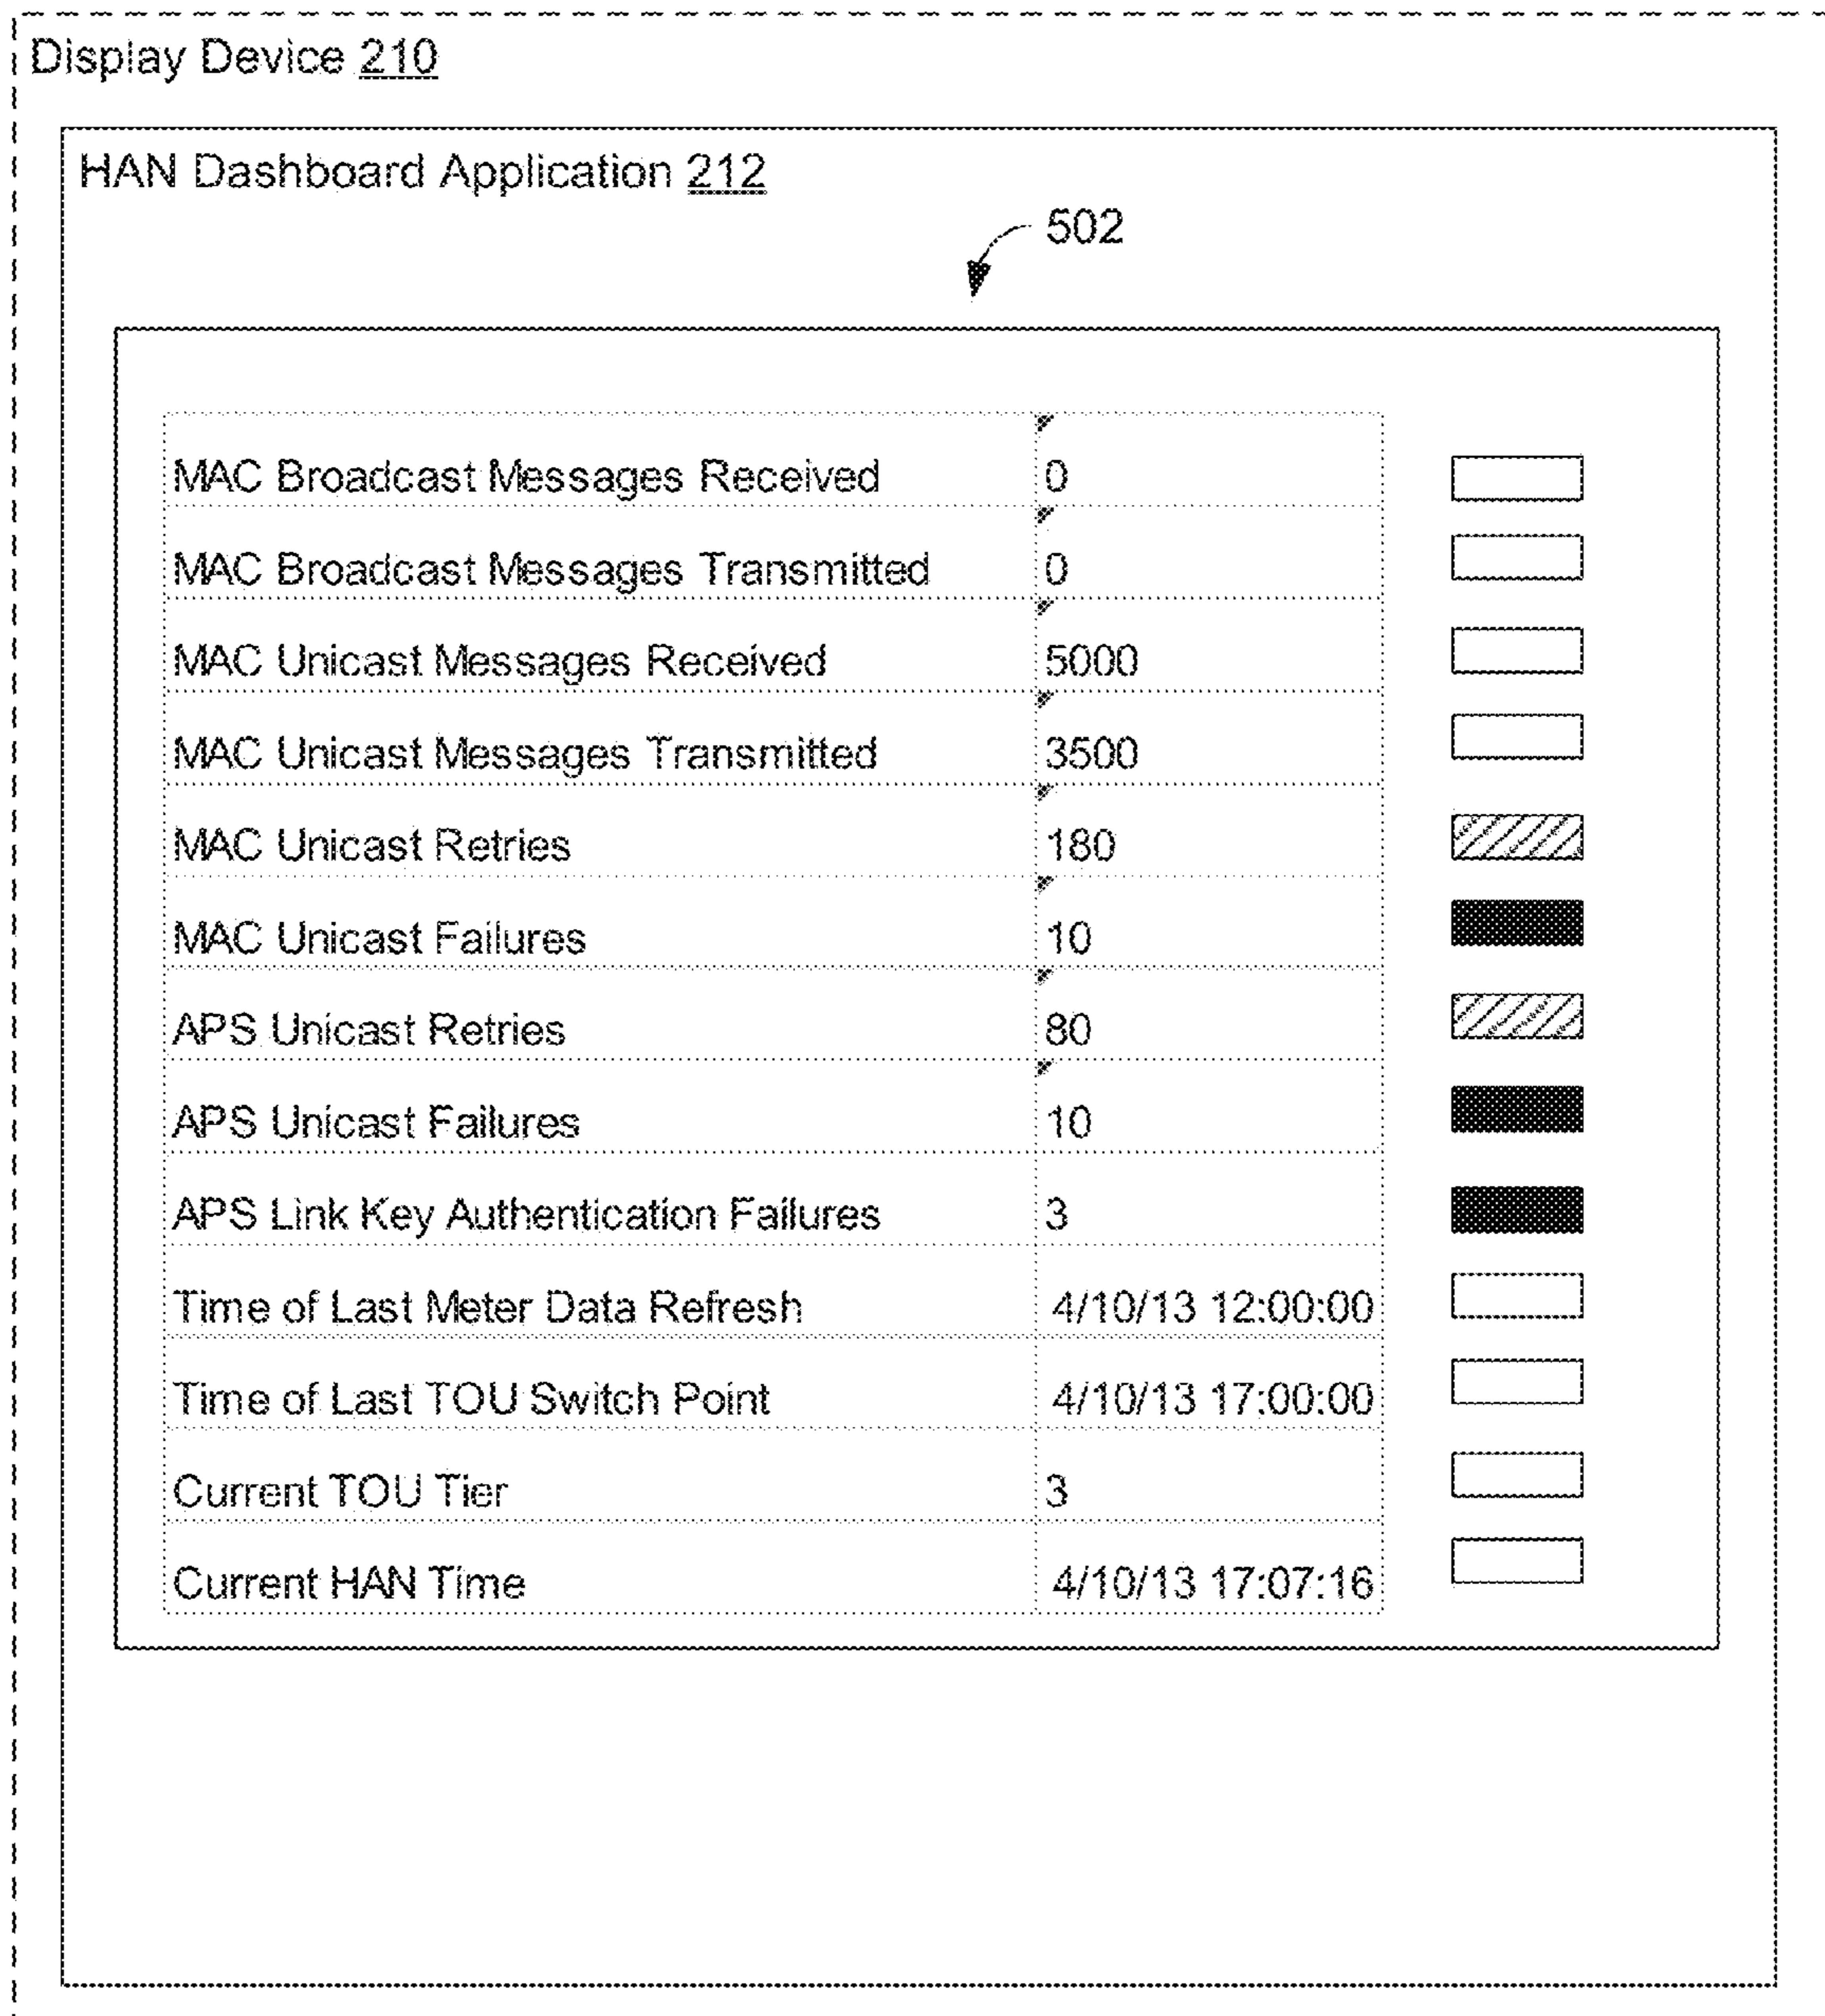 Display Device 210
HAN Dashboard Application 212
502
MAC Broadcast Messages Received 0
MAC Broadcast Messages Transmitted 0
MAC Unicast Messages Received 5000
MAC Unicast Messages Transmitted 3500
MAC Unicast Retries 180
MAC Unicast Failures 10
APS Unicast Retries 80
APS Unicast Failures 10
APS Link Key Authentication Failures 3
Time of Last Meter Data Refresh 4/10/13 12:00:00
Time of Last TOU Switch Point 4/10/13 17:00:00
Current TOU Tier 3
Current HAN Time 4/10/13 17:07:16